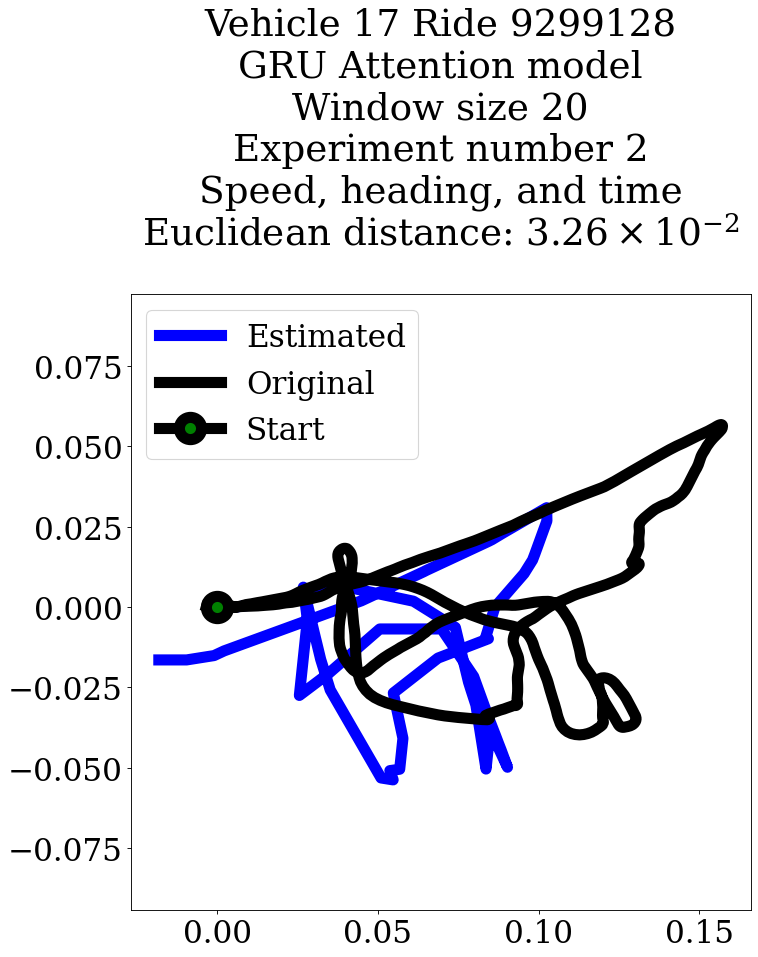 Vehicle 17 Ride 9299128
GRU Attention model
Window size 20
Experiment number 2
Speed, heading, and time
Euclidean distance: 3.26 × 10⁻²
Estimated
Original
Start
0.075
0.050
0.025
0.000
−0.025
−0.050
−0.075
0.00 0.05 0.10 0.15